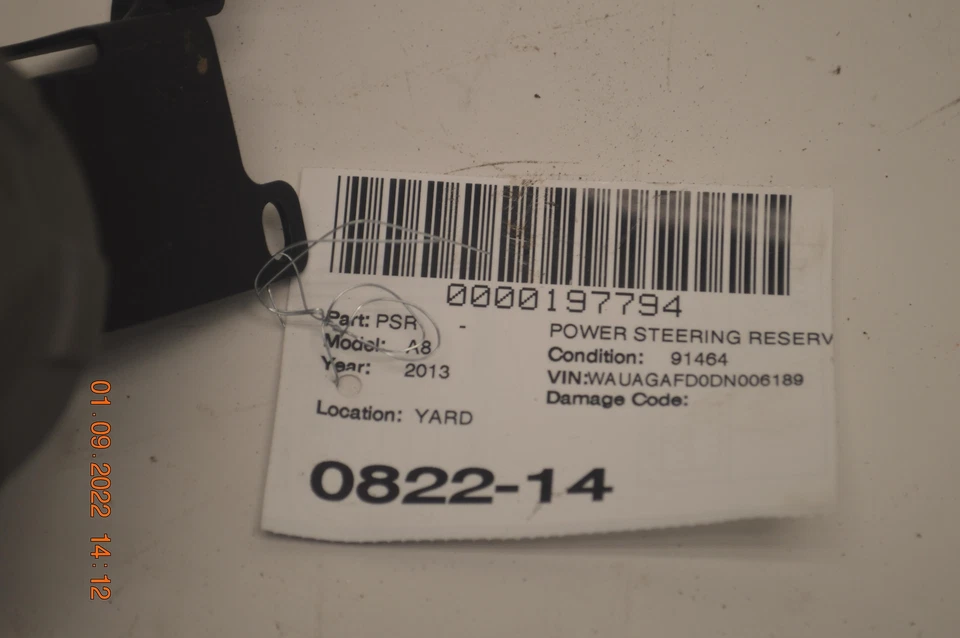 0000197794
Part: PSR -
POWER STEERING RESERV
Model: A8
Condition: 91464
Year: 2013
VIN:WAUAGAFD0DN006189
Damage Code:
Location: YARD
0822-14
01.09.2022 14:12